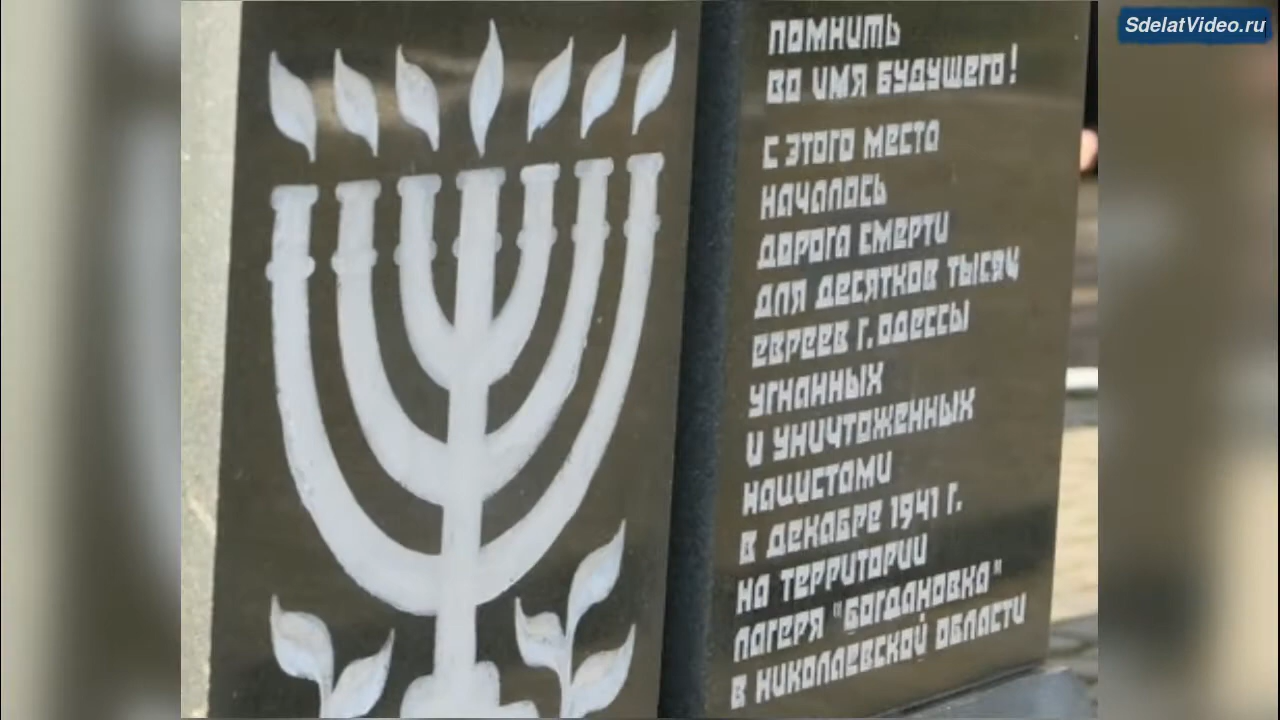 SdelatVideo.ru
ПОМНИТЬ
ВО ИМЯ БУДУЩЕГО!
С ЭТОГО МЕСТА
НАЧАЛАСЬ
ДОРОГА СМЕРТИ
ДЛЯ ДЕСЯТКОВ ТЫСЯЧ
ЕВРЕЕВ Г. ОДЕССЫ
УГНАННЫХ
И УНИЧТОЖЕННЫХ
НАЦИСТАМИ
В ДЕКАБРЕ 1941 Г.
НА ТЕРРИТОРИИ
ЛАГЕРЯ "БОГДАНОВКА"
В НИКОЛАЕВСКОЙ ОБЛАСТИ